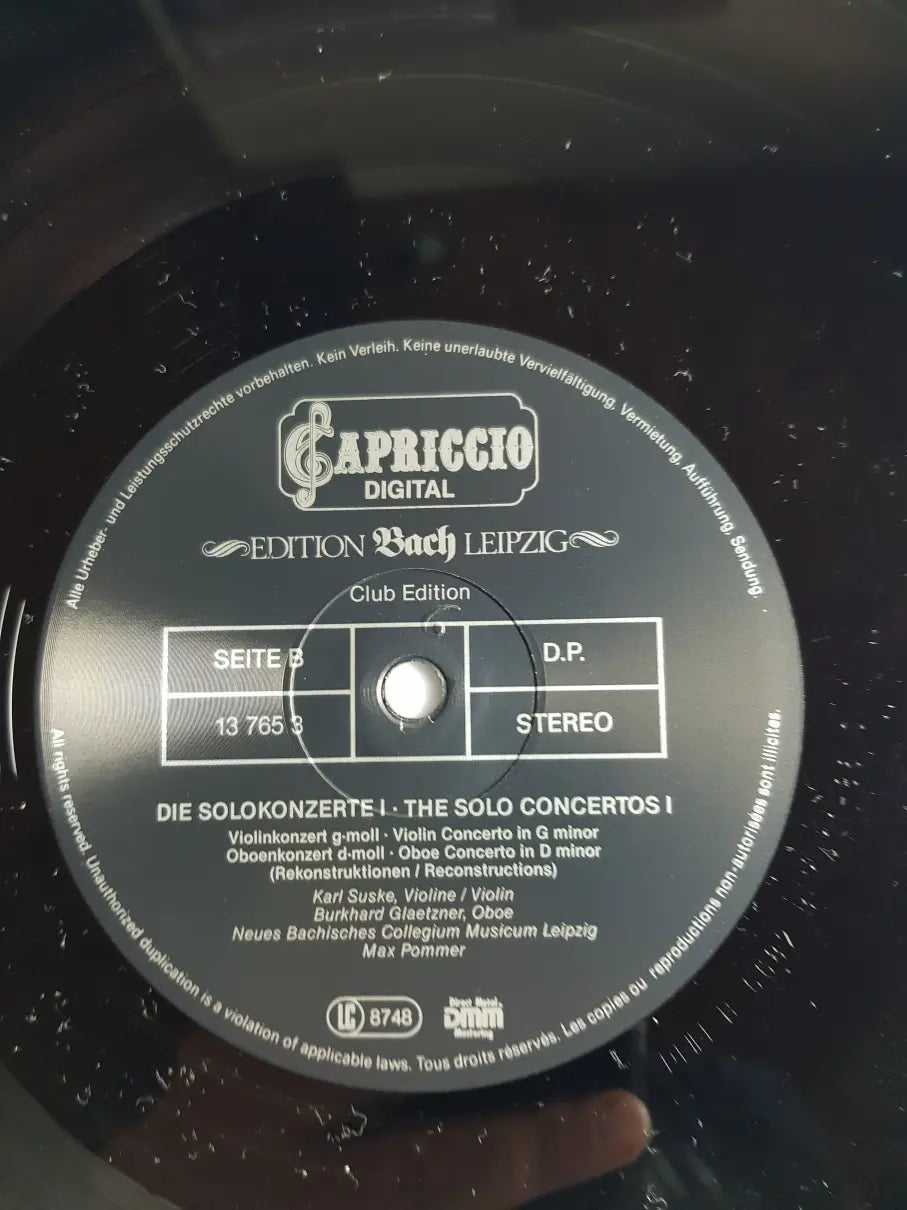 Alle Urheber- und Leistungsschutzrechte vorbehalten. Kein Verleih. Keine unerlaubte Vervielfältigung, Vermietung, Aufführung, Sendung.
CAPRICCIO
DIGITAL
EDITION Bach LEIPZIG
Club Edition
SEITE B
D.P.
13 765 3
STEREO
DIE SOLOKONZERTE I · THE SOLO CONCERTOS I
Violinkonzert g-moll · Violin Concerto in G minor
Oboenkonzert d-moll · Oboe Concerto in D minor
(Rekonstruktionen / Reconstructions)
Karl Suske, Violine / Violin
Burkhard Glaetzner, Oboe
Neues Bachisches Collegium Musicum Leipzig
Max Pommer
LC 8748
Direct Metal
DMM
Mastering
All rights reserved. Unauthorized duplication is a violation of applicable laws. Tous droits réservés. Les copies ou reproductions non-autorisées sont illicites.